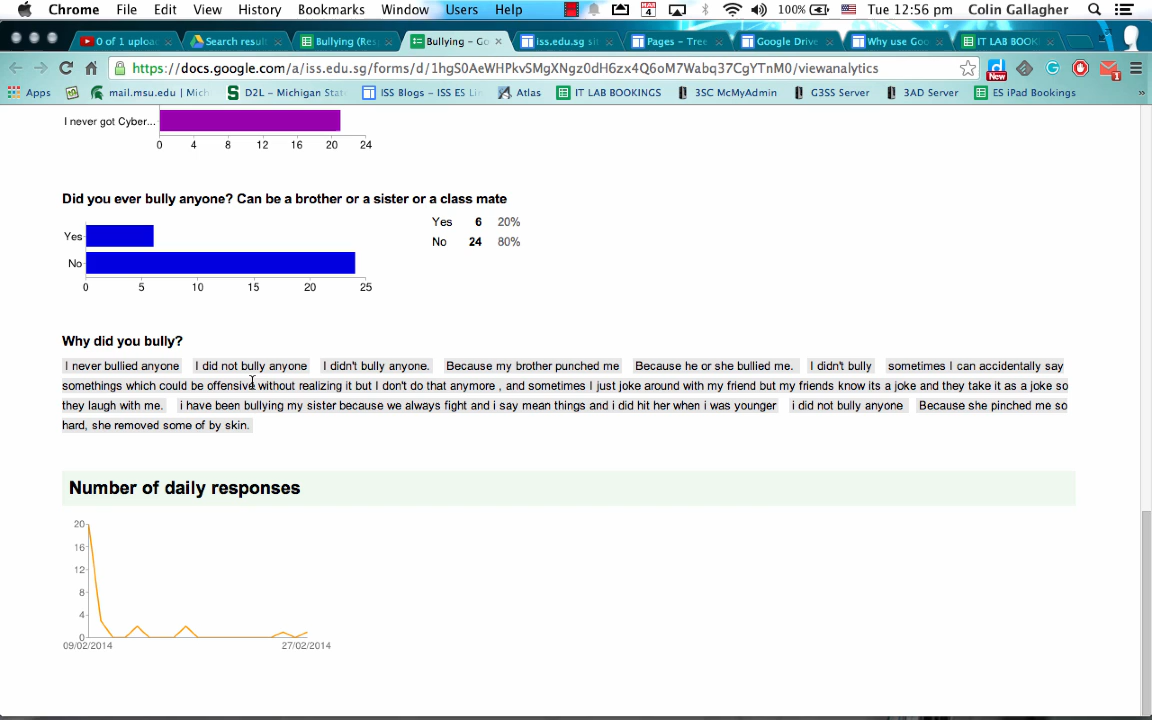 Chrome File Edit View History Bookmarks Window Users Help 4 100% Tue 12:56 pm Colin Gallagher
0 of 1 uploa Search resul Bullying (Res Bullying – Go iss.edu.sg sit Pages – Tree Google Drive Why use Goo IT LAB BOOK
https://docs.google.com/a/iss.edu.sg/forms/d/1hgS0AeWHPkvSMgXNgz0dH6zx4Q6oM7Wabq37CgYTnM0/viewanalytics New 1
Apps mail.msu.edu | Mich D2L – Michigan Stat ISS Blogs – ISS ES Lin Atlas IT LAB BOOKINGS 3SC McMyAdmin G3SS Server 3AD Server ES iPad Bookings »
I never got Cyber...
0 4 8 12 16 20 24
Did you ever bully anyone? Can be a brother or a sister or a class mate
Yes 6 20%
No 24 80%
Yes
No
0 5 10 15 20 25
Why did you bully?
I never bullied anyone I did not bully anyone I didn't bully anyone. Because my brother punched me Because he or she bullied me. I didn't bully sometimes I can accidentally say
somethings which could be offensive without realizing it but I don't do that anymore , and sometimes I just joke around with my friend but my friends know its a joke and they take it as a joke so
they laugh with me. i have been bullying my sister because we always fight and i say mean things and i did hit her when i was younger i did not bully anyone Because she pinched me so
hard, she removed some of by skin.
Number of daily responses
20
16
12
8
4
0
09/02/2014 27/02/2014